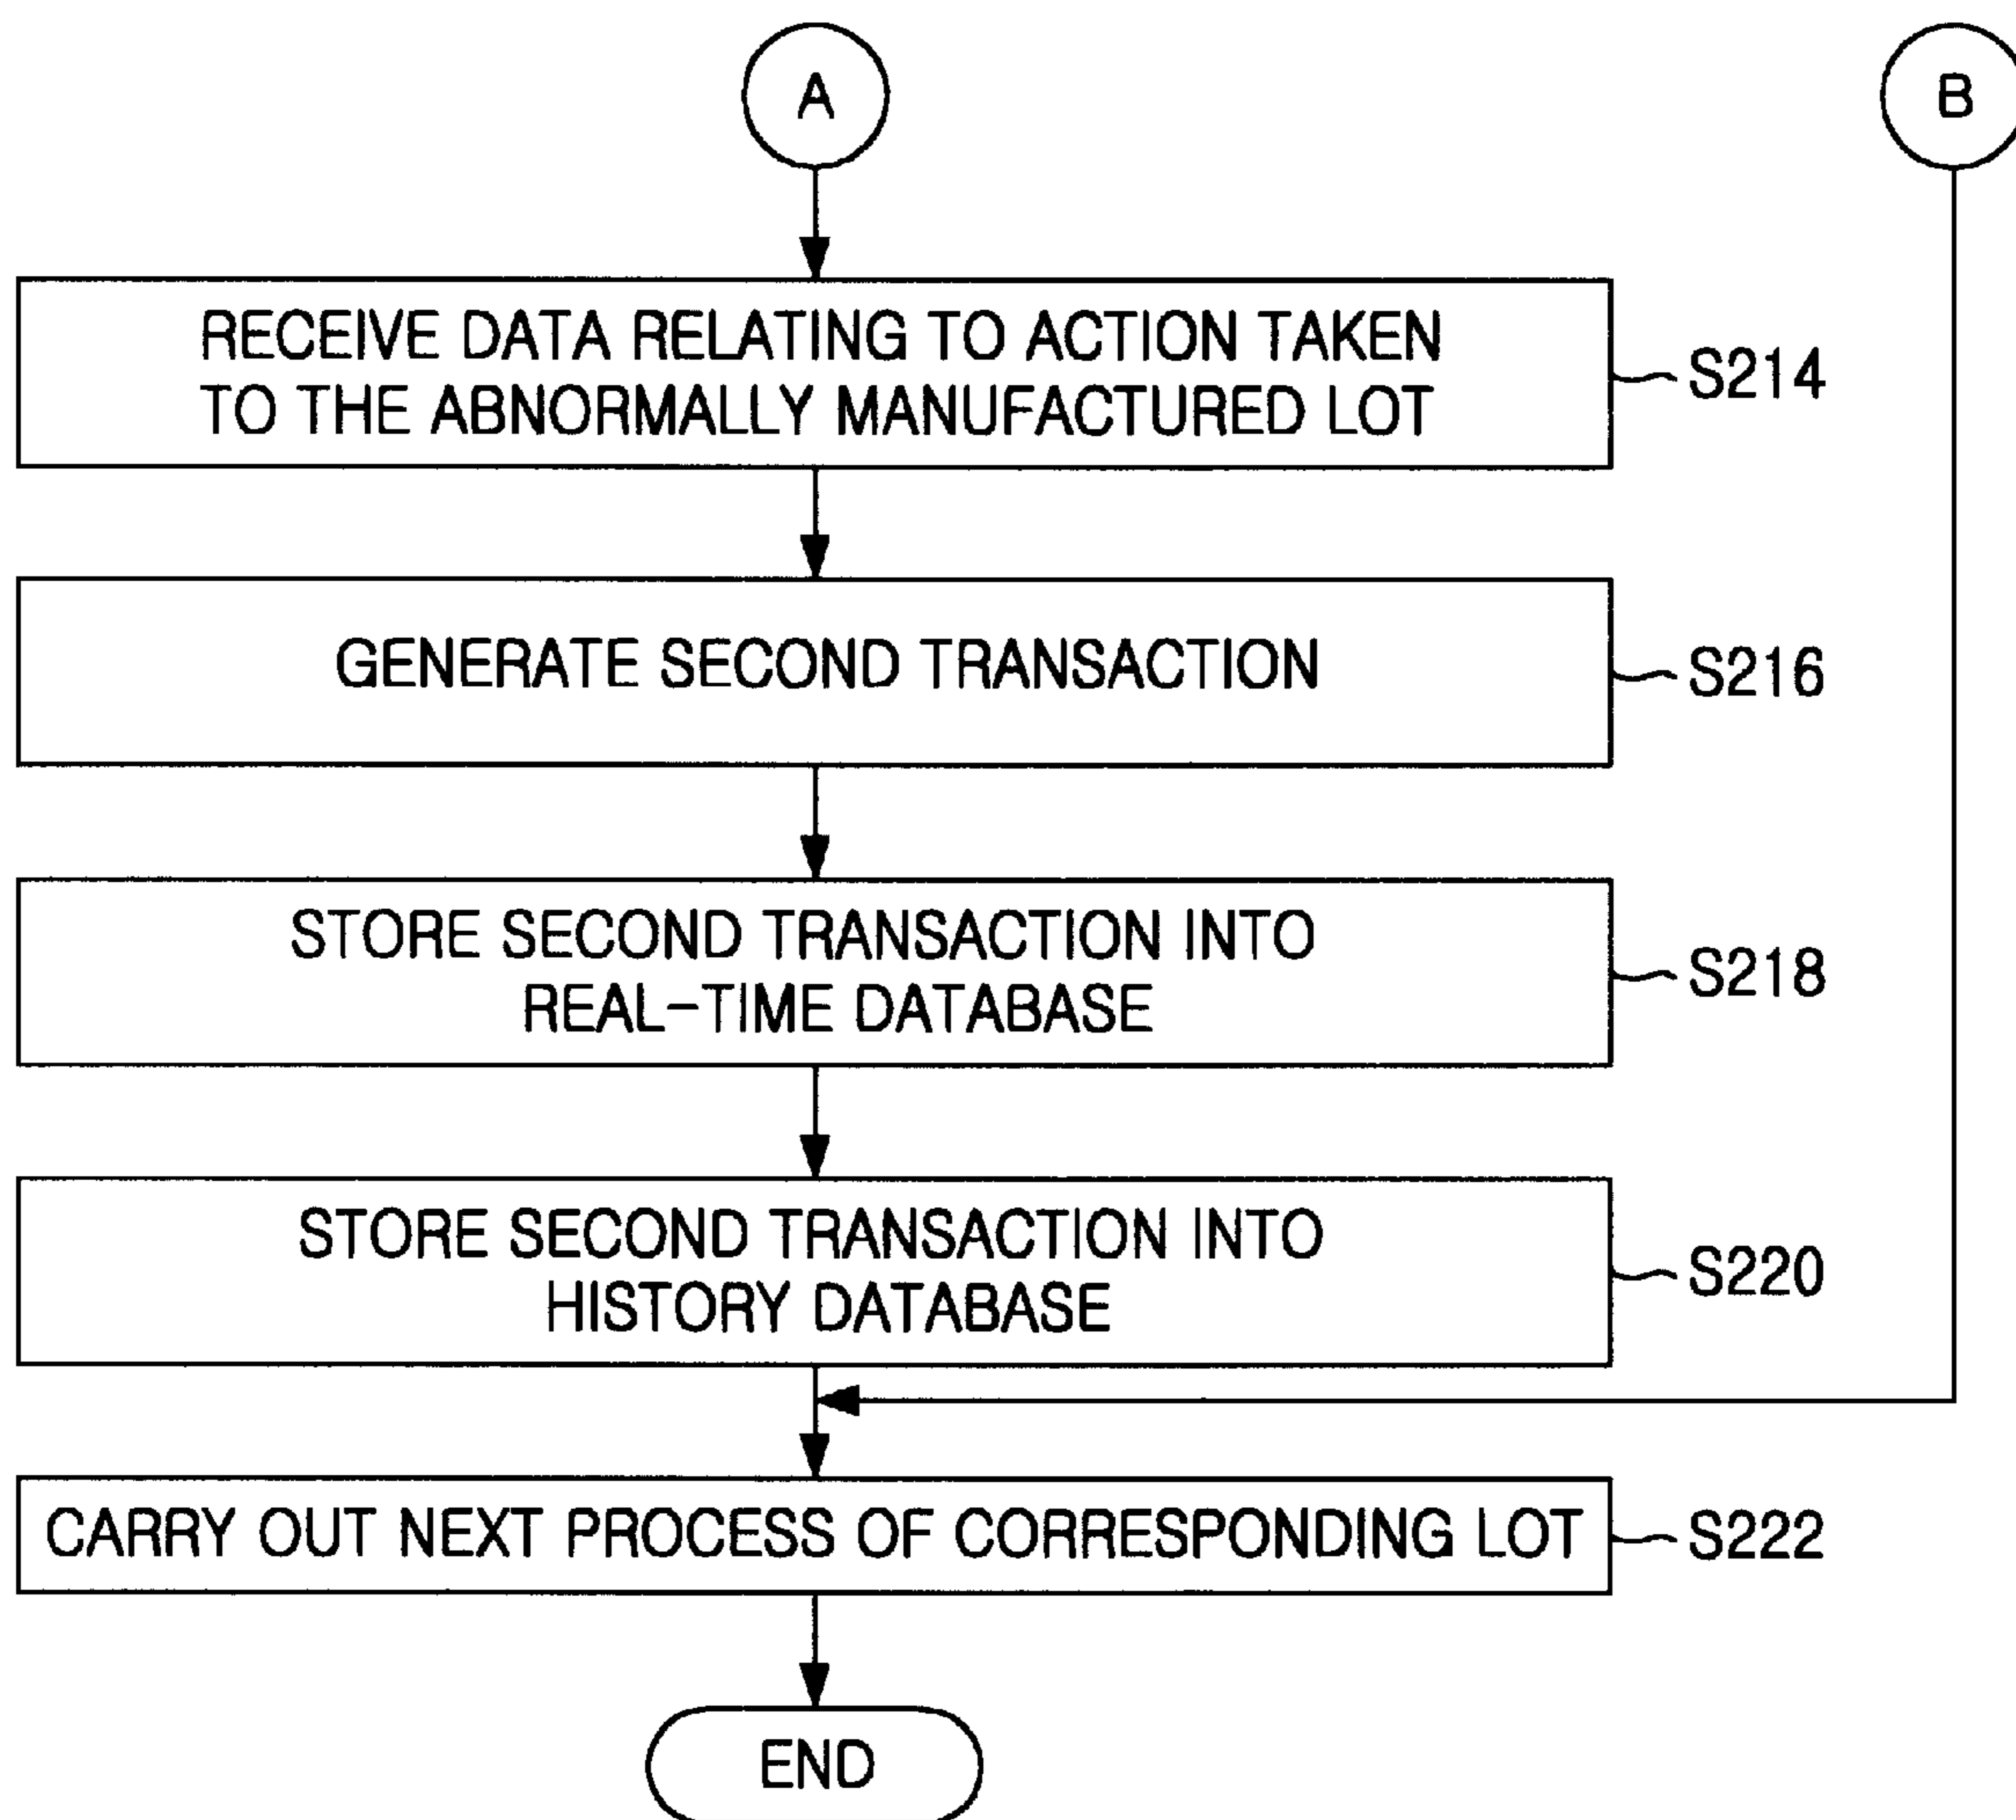 A
B
RECEIVE DATA RELATING TO ACTION TAKEN
TO THE ABNORMALLY MANUFACTURED LOT
S214
GENERATE SECOND TRANSACTION
S216
STORE SECOND TRANSACTION INTO
REAL-TIME DATABASE
S218
STORE SECOND TRANSACTION INTO
HISTORY DATABASE
S220
CARRY OUT NEXT PROCESS OF CORRESPONDING LOT
S222
END